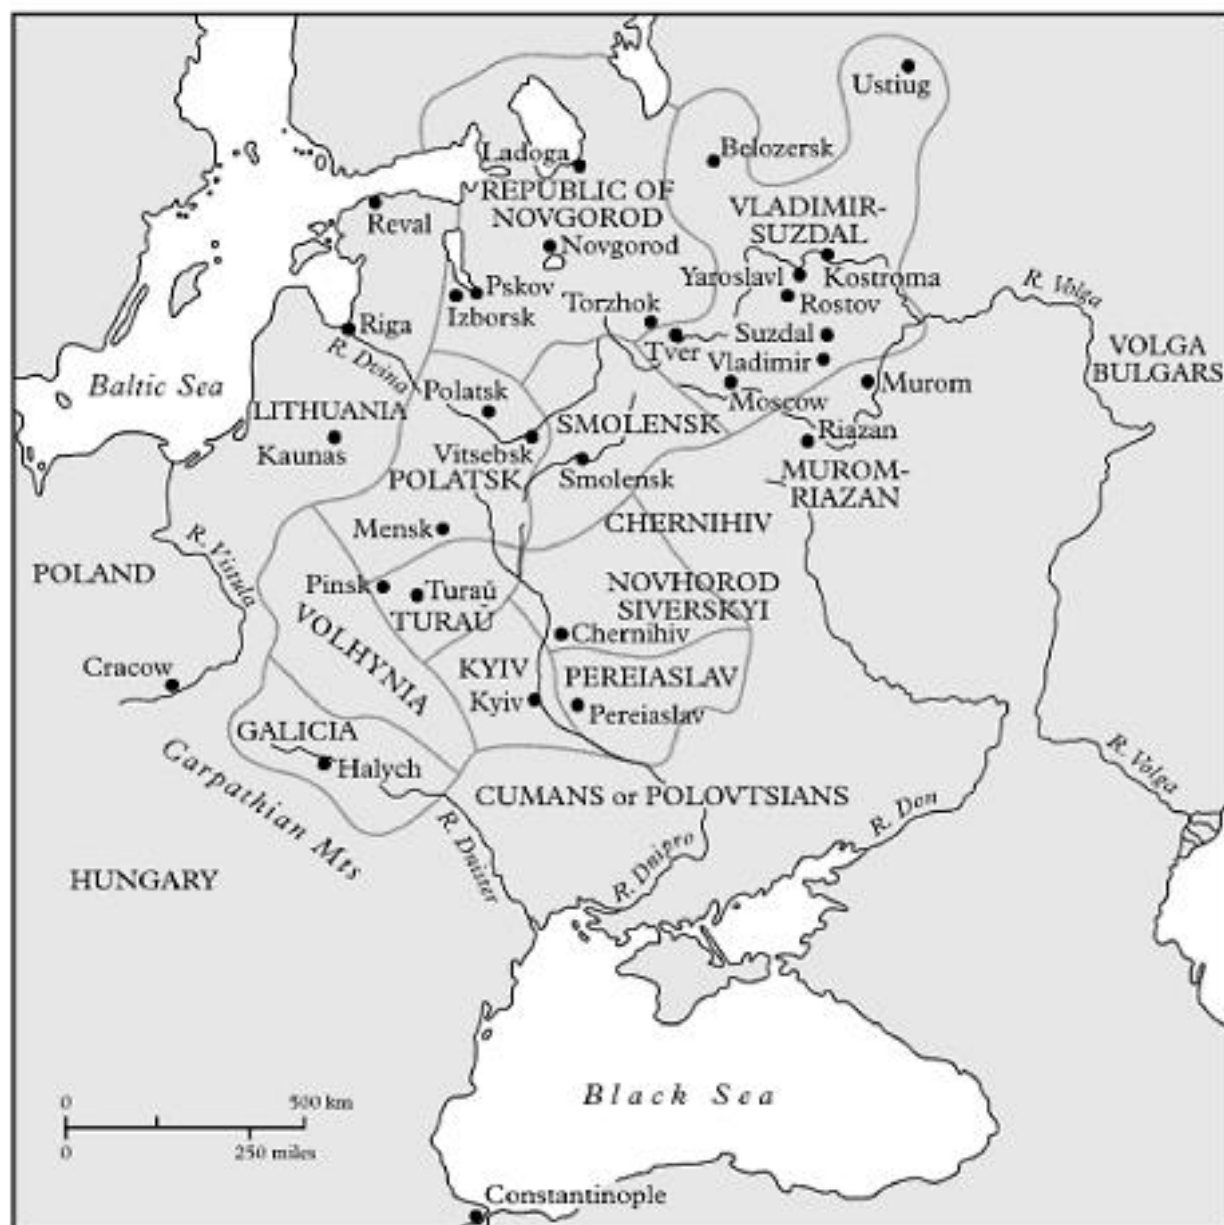 Ustiug
Belozersk
Ladoga
REPUBLIC OF
NOVGOROD
VLADIMIR-
SUZDAL
Reval
Novgorod
Yaroslavl
Kostroma
Pskov
Izborsk
Rostov
R. Volga
Torzhok
Riga
Suzdal
Tver
VOLGA
BULGARS
R. Dvina
Vladimir
Baltic Sea
Polatsk
Moscow
Murom
LITHUANIA
SMOLENSK
Riazan
Kaunas
Vitsebsk
POLATSK
Smolensk
MUROM-
RIAZAN
Mensk
CHERNIHIV
R. Vistula
POLAND
Pinsk
Turaŭ
TURAŬ
NOVHOROD
SIVERSKYI
VOLHYNIA
Chernihiv
Cracow
KYIV
Kyiv
PEREIASLAV
Pereiaslav
GALICIA
Halych
R. Volga
Carpathian Mts
CUMANS or POLOVTSIANS
R. Don
R. Dnister
R. Dnipro
HUNGARY
Black Sea
0 500 km
0 250 miles
Constantinople